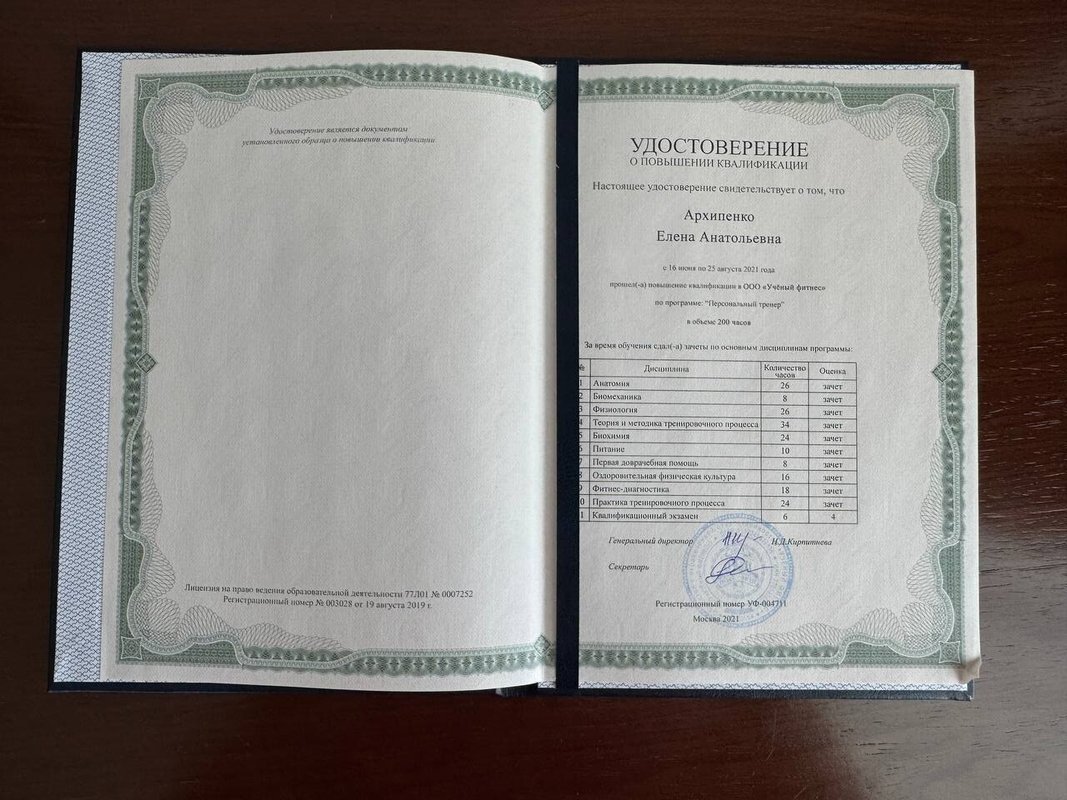 Удостоверение является документом
установленного образца о повышении квалификации
Лицензия на право ведения образовательной деятельности 77Л01 № 0007252
Регистрационный номер № 003028 от 19 августа 2019 г.
УДОСТОВЕРЕНИЕ
О ПОВЫШЕНИИ КВАЛИФИКАЦИИ
Настоящее удостоверение свидетельствует о том, что
Архипенко
Елена Анатольевна
с 16 июня по 25 августа 2021 года
прошел(-а) повышение квалификации в ООО «Учёный фитнес»
по программе: "Персональный тренер"
в объеме 200 часов
За время обучения сдал(-а) зачеты по основным дисциплинам программы:
№ Дисциплина Количество часов Оценка
1 Анатомия 26 зачет
2 Биомеханика 8 зачет
3 Физиология 26 зачет
4 Теория и методика тренировочного процесса 34 зачет
5 Биохимия 24 зачет
6 Питание 10 зачет
7 Первая доврачебная помощь 8 зачет
8 Оздоровительная физическая культура 16 зачет
9 Фитнес-диагностика 18 зачет
0 Практика тренировочного процесса 24 зачет
1 Квалификационный экзамен 6 4
Генеральный директор
Секретарь
Регистрационный номер УФ-004711
Москва 2021